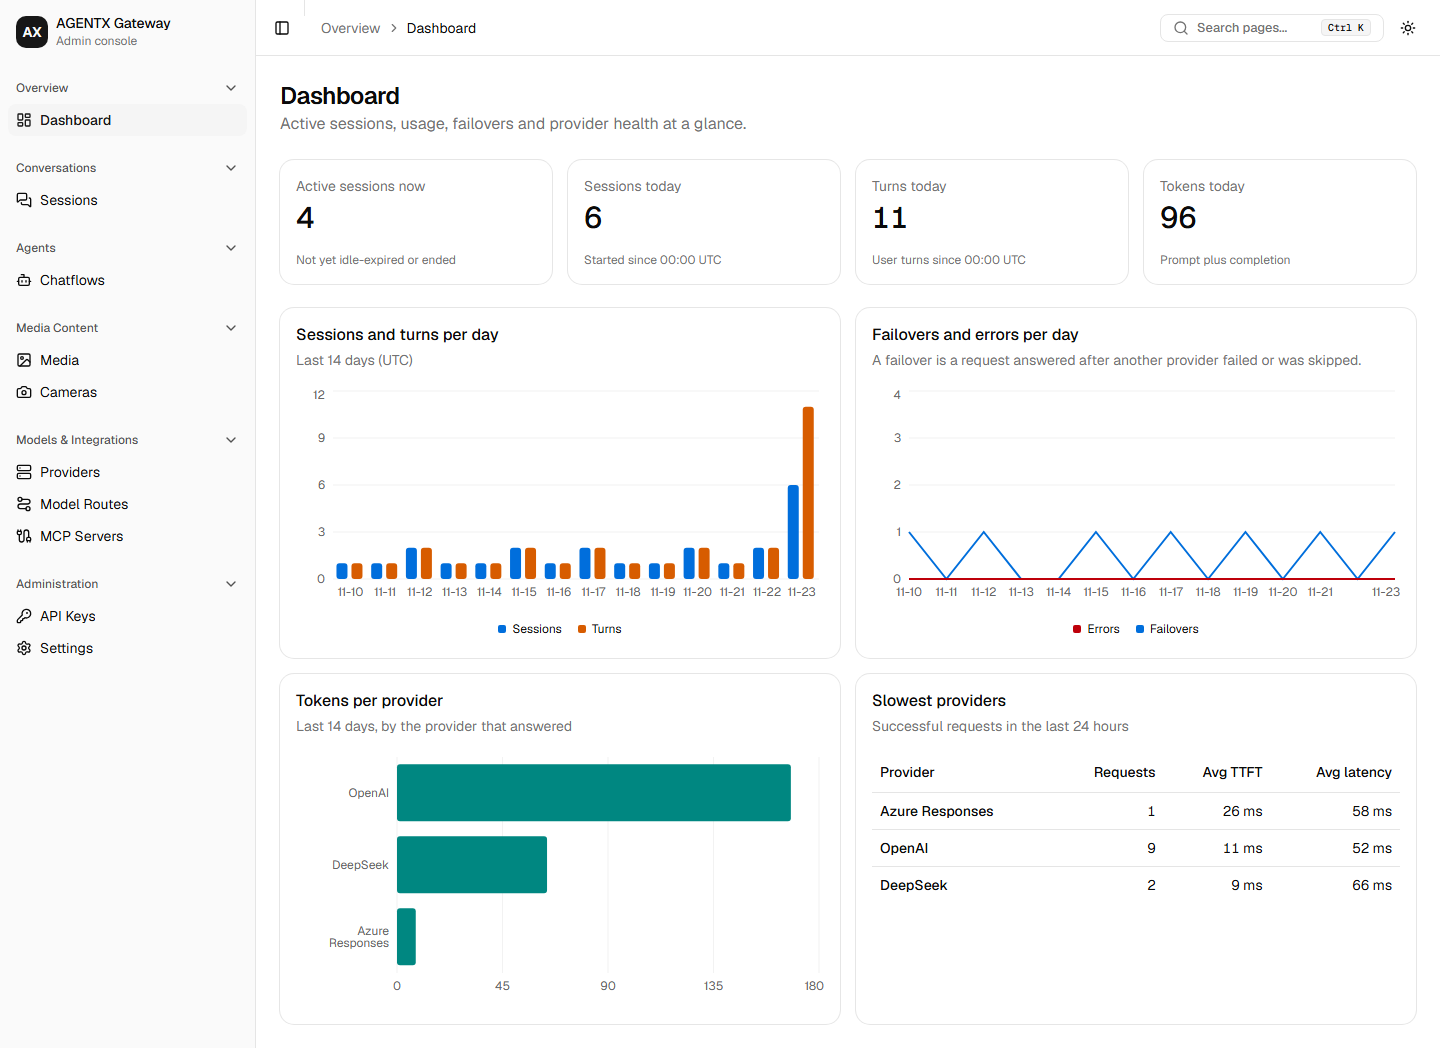 AX
AGENTX Gateway
Admin console
Overview
Dashboard
Conversations
Sessions
Agents
Chatflows
Media Content
Media
Cameras
Models & Integrations
Providers
Model Routes
MCP Servers
Administration
API Keys
Settings
Overview > Dashboard
Search pages... Ctrl K
Dashboard
Active sessions, usage, failovers and provider health at a glance.
Active sessions now
4
Not yet idle-expired or ended
Sessions today
6
Started since 00:00 UTC
Turns today
11
User turns since 00:00 UTC
Tokens today
96
Prompt plus completion
Sessions and turns per day
Last 14 days (UTC)
12
9
6
3
0
11-10 11-11 11-12 11-13 11-14 11-15 11-16 11-17 11-18 11-19 11-20 11-21 11-22 11-23
Sessions Turns
Failovers and errors per day
A failover is a request answered after another provider failed or was skipped.
4
3
2
1
0
11-10 11-11 11-12 11-13 11-14 11-15 11-16 11-17 11-18 11-19 11-20 11-21 11-23
Errors Failovers
Tokens per provider
Last 14 days, by the provider that answered
OpenAI
DeepSeek
Azure
Responses
0 45 90 135 180
Slowest providers
Successful requests in the last 24 hours
Provider Requests Avg TTFT Avg latency
Azure Responses 1 26 ms 58 ms
OpenAI 9 11 ms 52 ms
DeepSeek 2 9 ms 66 ms